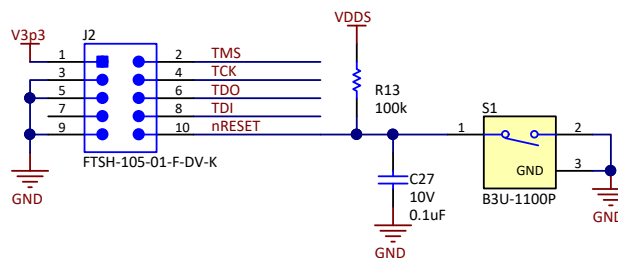 VDDS
V3p3
J2
1
2
TMS
3
4
TCK
5
6
TDO
7
8
TDI
9
10
nRESET
FTSH-105-01-F-DV-K
GND
R13
100k
C27
10V
0.1uF
GND
S1
1
2
3
GND
B3U-1100P
GND